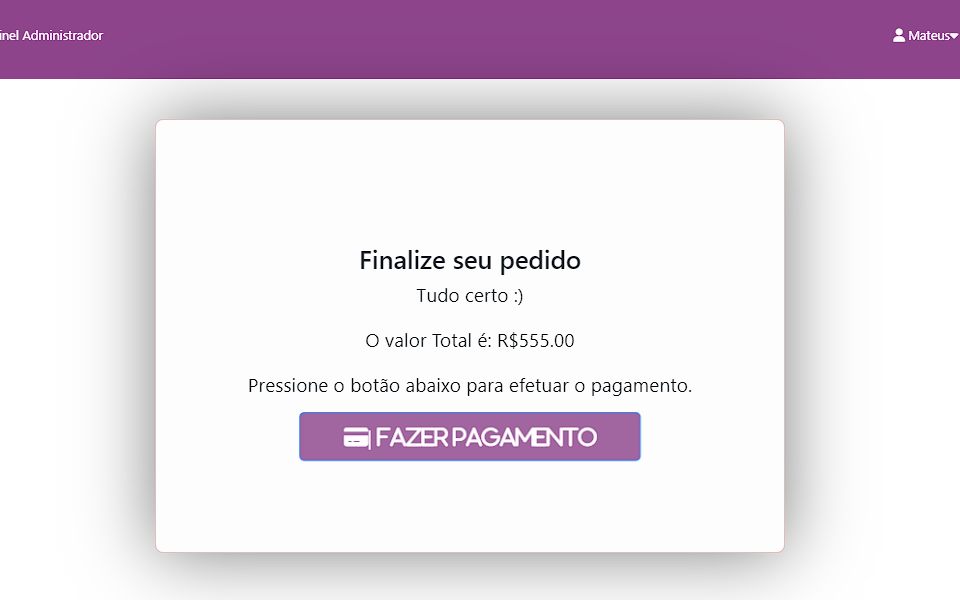 inel Administrador
Mateus
Finalize seu pedido
Tudo certo :)
O valor Total é: R$555.00
Pressione o botão abaixo para efetuar o pagamento.
FAZER PAGAMENTO